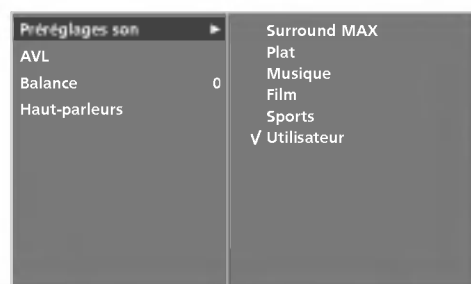 Préréglages son ►
AVL
Balance 0
Haut-parleurs
Surround MAX
Plat
Musique
Film
Sports
√ Utilisateur